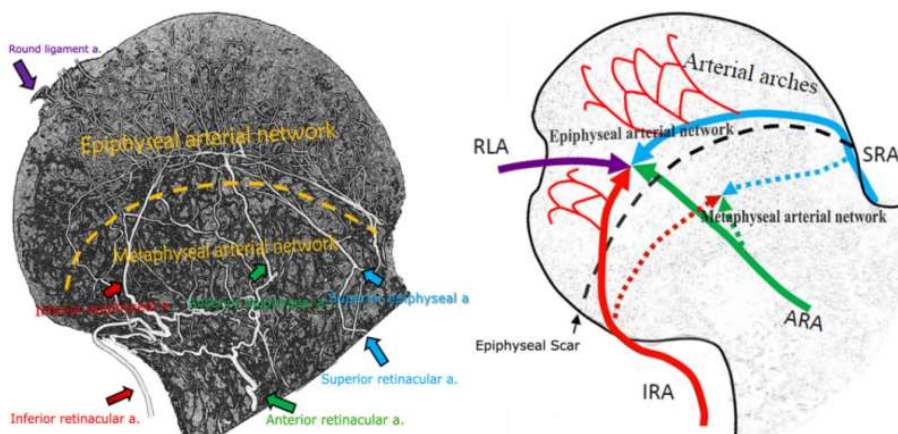 Round ligament a.
Epiphyseal arterial network
Metaphyseal arterial network
Inferior epiphyseal a.
Anterior epiphyseal a.
Superior epiphyseal a
Superior retinacular a.
Inferior retinacular a.
Anterior retinacular a.
Arterial arches
Epiphyseal arterial network
RLA
SRA
Metaphyseal arterial network
ARA
Epiphyseal Scar
IRA